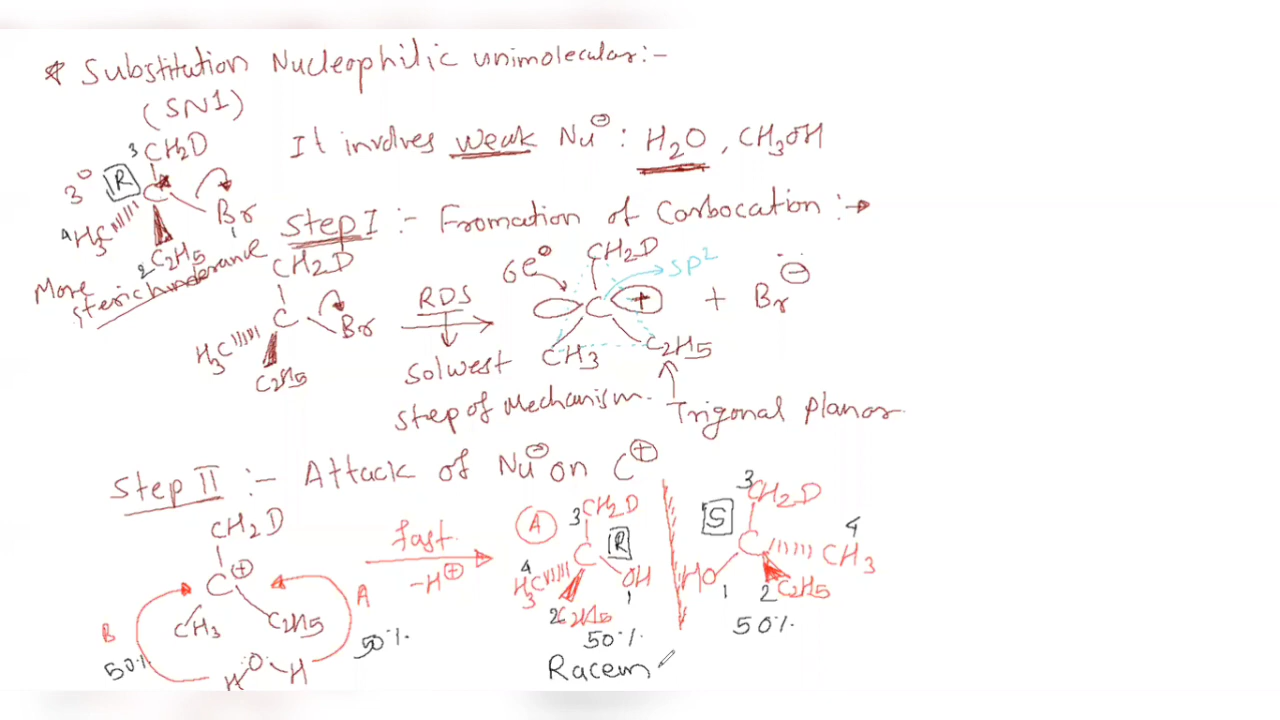 * Substitution Nucleophilic unimolecular:-
(SN1)
It involves weak Nu⊖ : H2O , CH3OH
3 CH2D
3° R C* Br 1
4 H3C
2 C2H5
More sterichinderance
Step I :- Fromation of Carbocation :→
CH2D
H3C C Br
C2H5
RDS
Solwest
Step of Mechanism.
6e⊖ CH2D SP2
C + + Br⊖
CH3 C2H5
Trigonal planar
Step II :- Attack of Nu⊖ on C⊕
CH2D
C⊕
CH3 C2H5
B A
50% 50%
H O H
fast
-H⊕
A 3 CH2D
C R
4 H3C OH 1
2 C2H5
50%
3 CH2D
S C 4 CH3
HO 1 2 C2H5
50%
Racem